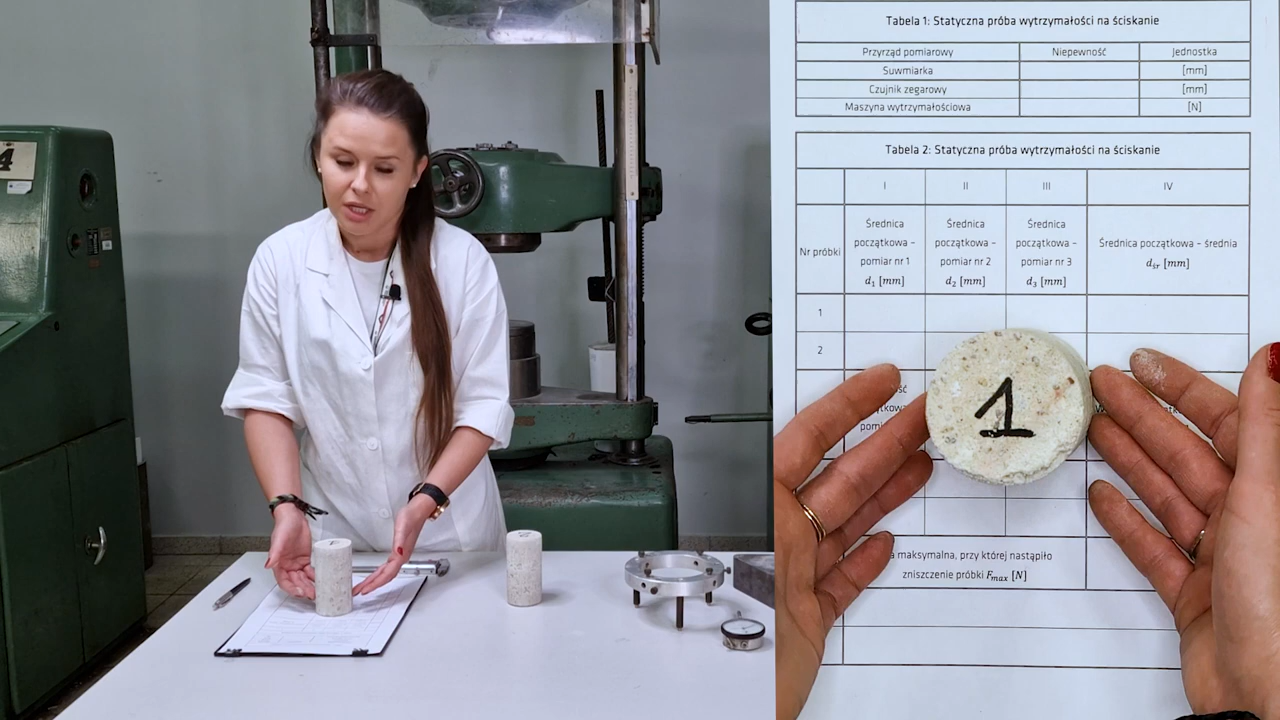 4
Tabela 1: Statyczna próba wytrzymałości na ściskanie
Przyrząd pomiarowy Niepewność Jednostka
Suwmiarka [mm]
Czujnik zegarowy [mm]
Maszyna wytrzymałościowa [N]
Tabela 2: Statyczna próba wytrzymałości na ściskanie
I II III IV
Nr próbki
Średnica
początkowa –
pomiar nr 1
d₁ [mm]
Średnica
początkowa –
pomiar nr 2
d₂ [mm]
Średnica
początkowa –
pomiar nr 3
d₃ [mm]
Średnica początkowa – średnia
dśr [mm]
1
2
1
maksymalna, przy której nastąpiło
zniszczenie próbki Fmax [N]